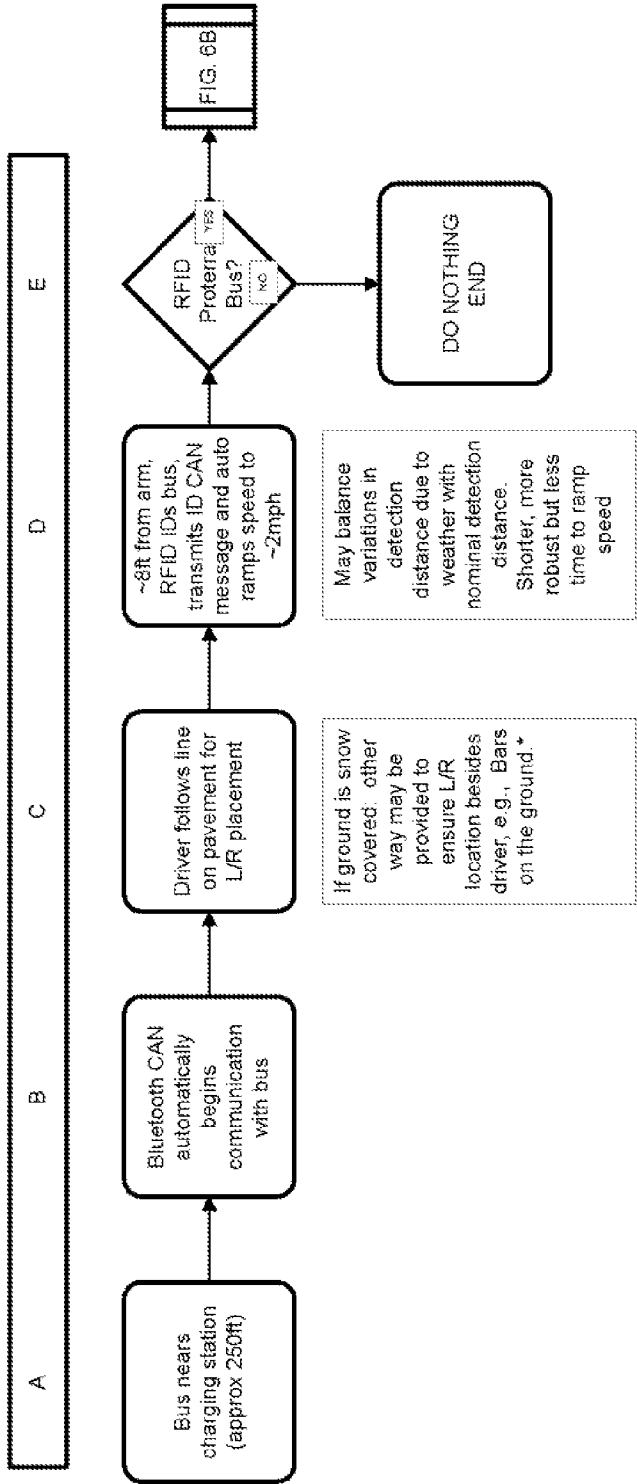 A
B
C
D
E
Bus nears
charging station
(approx 250ft)
Bluetooth CAN
automatically
begins
communication
with bus
Driver follows line
on pavement for
L/R placement
~8ft from arm,
RFID IDs bus,
transmits ID CAN
message and auto
ramps speed to
~2mph
RFID
Proterra
Bus?
YES
NO
FIG. 6B
If ground is snow
covered: other
way may be
provided to
ensure L/R
location besides
driver, e.g., Bars
on the ground.*
May balance
variations in
detection
distance due to
weather with
nominal detection
distance.
Shorter, more
robust but less
time to ramp
speed
DO NOTHING
END